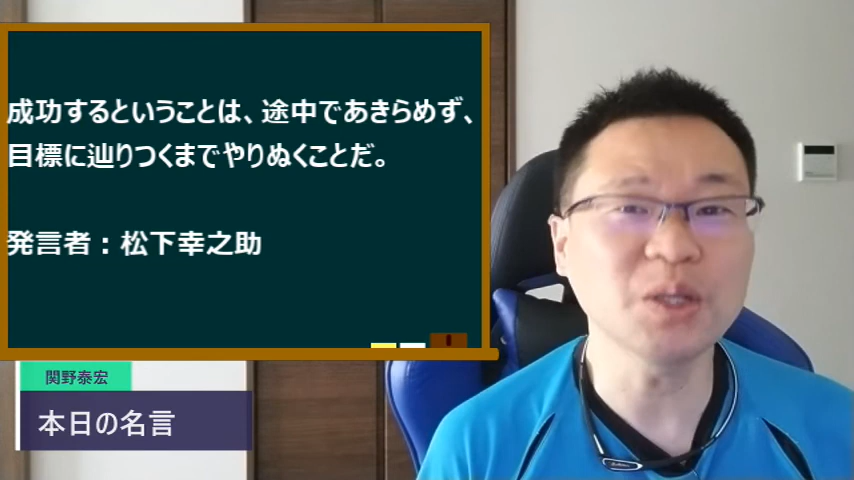 成功するということは、途中であきらめず、
目標に辿りつくまでやりぬくことだ。
発言者：松下幸之助
関野泰宏
本日の名言